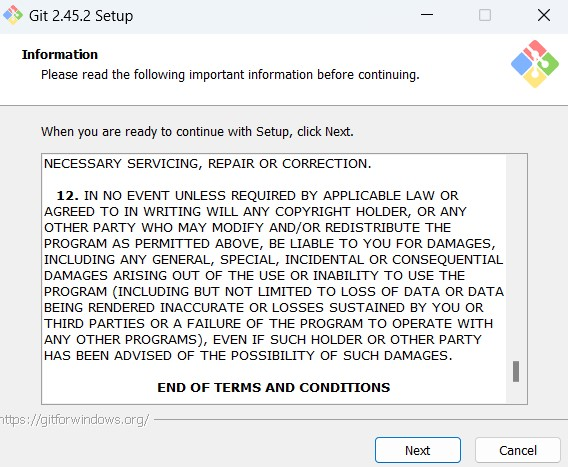 Git 2.45.2 Setup
Information
Please read the following important information before continuing.
When you are ready to continue with Setup, click Next.
NECESSARY SERVICING, REPAIR OR CORRECTION.
12. IN NO EVENT UNLESS REQUIRED BY APPLICABLE LAW OR
AGREED TO IN WRITING WILL ANY COPYRIGHT HOLDER, OR ANY
OTHER PARTY WHO MAY MODIFY AND/OR REDISTRIBUTE THE
PROGRAM AS PERMITTED ABOVE, BE LIABLE TO YOU FOR DAMAGES,
INCLUDING ANY GENERAL, SPECIAL, INCIDENTAL OR CONSEQUENTIAL
DAMAGES ARISING OUT OF THE USE OR INABILITY TO USE THE
PROGRAM (INCLUDING BUT NOT LIMITED TO LOSS OF DATA OR DATA
BEING RENDERED INACCURATE OR LOSSES SUSTAINED BY YOU OR
THIRD PARTIES OR A FAILURE OF THE PROGRAM TO OPERATE WITH
ANY OTHER PROGRAMS), EVEN IF SUCH HOLDER OR OTHER PARTY
HAS BEEN ADVISED OF THE POSSIBILITY OF SUCH DAMAGES.
END OF TERMS AND CONDITIONS
https://gitforwindows.org/
Next
Cancel